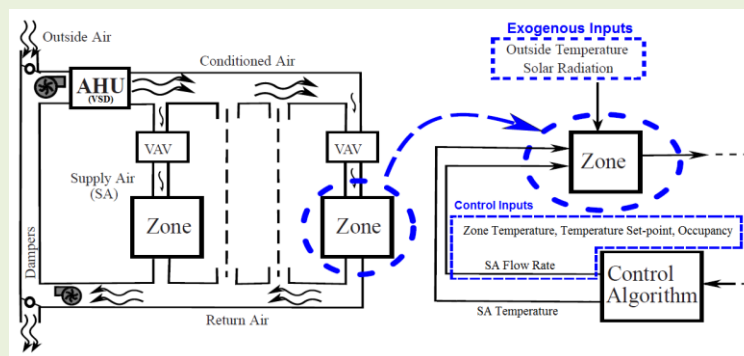 Outside Air
Conditioned Air
AHU
(VSD)
VAV
VAV
Supply Air
(SA)
Zone
Zone
Dampers
Return Air
Exogenous Inputs
Outside Temperature
Solar Radiation
Zone
Control Inputs
Zone Temperature, Temperature Set-point, Occupancy
SA Flow Rate
SA Temperature
Control
Algorithm